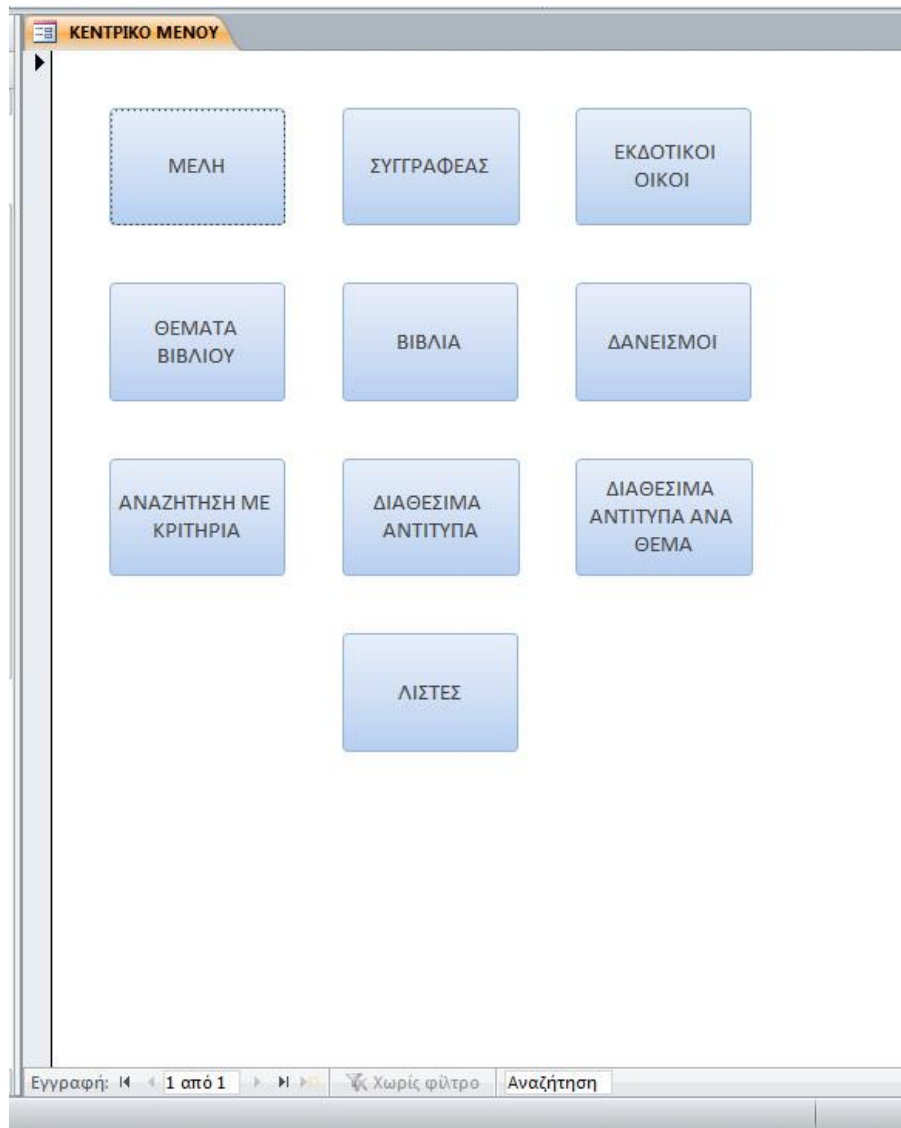 ΚΕΝΤΡΙΚΟ ΜΕΝΟΥ
ΜΕΛΗ
ΣΥΓΓΡΑΦΕΑΣ
ΕΚΔΟΤΙΚΟΙ
ΟΙΚΟΙ
ΘΕΜΑΤΑ
ΒΙΒΛΙΟΥ
ΒΙΒΛΙΑ
ΔΑΝΕΙΣΜΟΙ
ΑΝΑΖΗΤΗΣΗ ΜΕ
ΚΡΙΤΗΡΙΑ
ΔΙΑΘΕΣΙΜΑ
ΑΝΤΙΤΥΠΑ
ΔΙΑΘΕΣΙΜΑ
ΑΝΤΙΤΥΠΑ ΑΝΑ
ΘΕΜΑ
ΛΙΣΤΕΣ
Εγγραφή: 1 από 1 Χωρίς φίλτρο Αναζήτηση